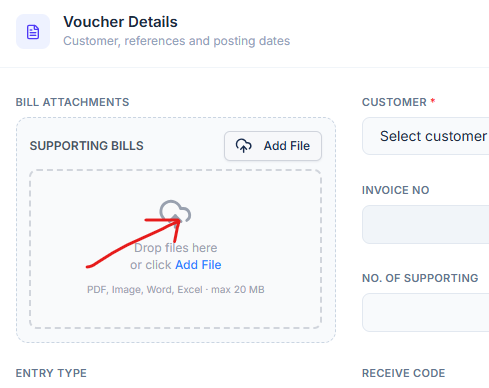 Voucher Details
Customer, references and posting dates
BILL ATTACHMENTS
SUPPORTING BILLS
Add File
Drop files here
or click Add File
PDF, Image, Word, Excel · max 20 MB
CUSTOMER *
Select customer
INVOICE NO
NO. OF SUPPORTING
ENTRY TYPE
RECEIVE CODE